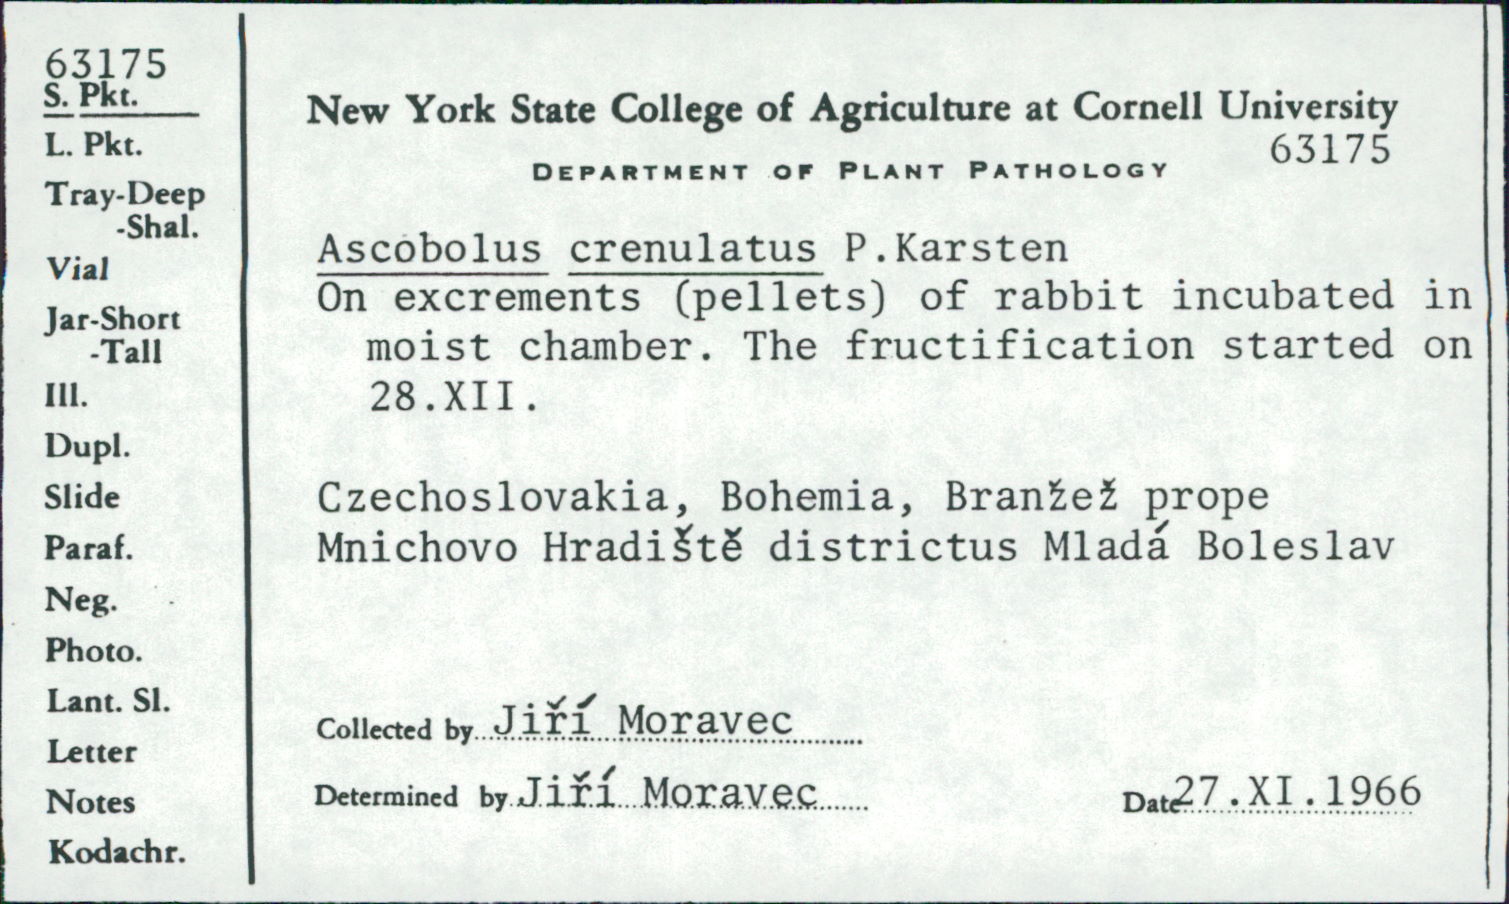 63175
S. Pkt.
L. Pkt.
Tray-Deep
-Shal.
Vial
Jar-Short
-Tall
Ill.
Dupl.
Slide
Paraf.
Neg.
Photo.
Lant. Sl.
Letter
Notes
Kodachr.
New York State College of Agriculture at Cornell University
63175
DEPARTMENT OF PLANT PATHOLOGY
Ascobolus crenulatus P.Karsten
On excrements (pellets) of rabbit incubated in
moist chamber. The fructification started on
28.XII.
Czechoslovakia, Bohemia, Branžež prope
Mnichovo Hradiště districtus Mladá Boleslav
Collected by Jiří Moravec
Determined by Jiří Moravec
Date 27.XI.1966